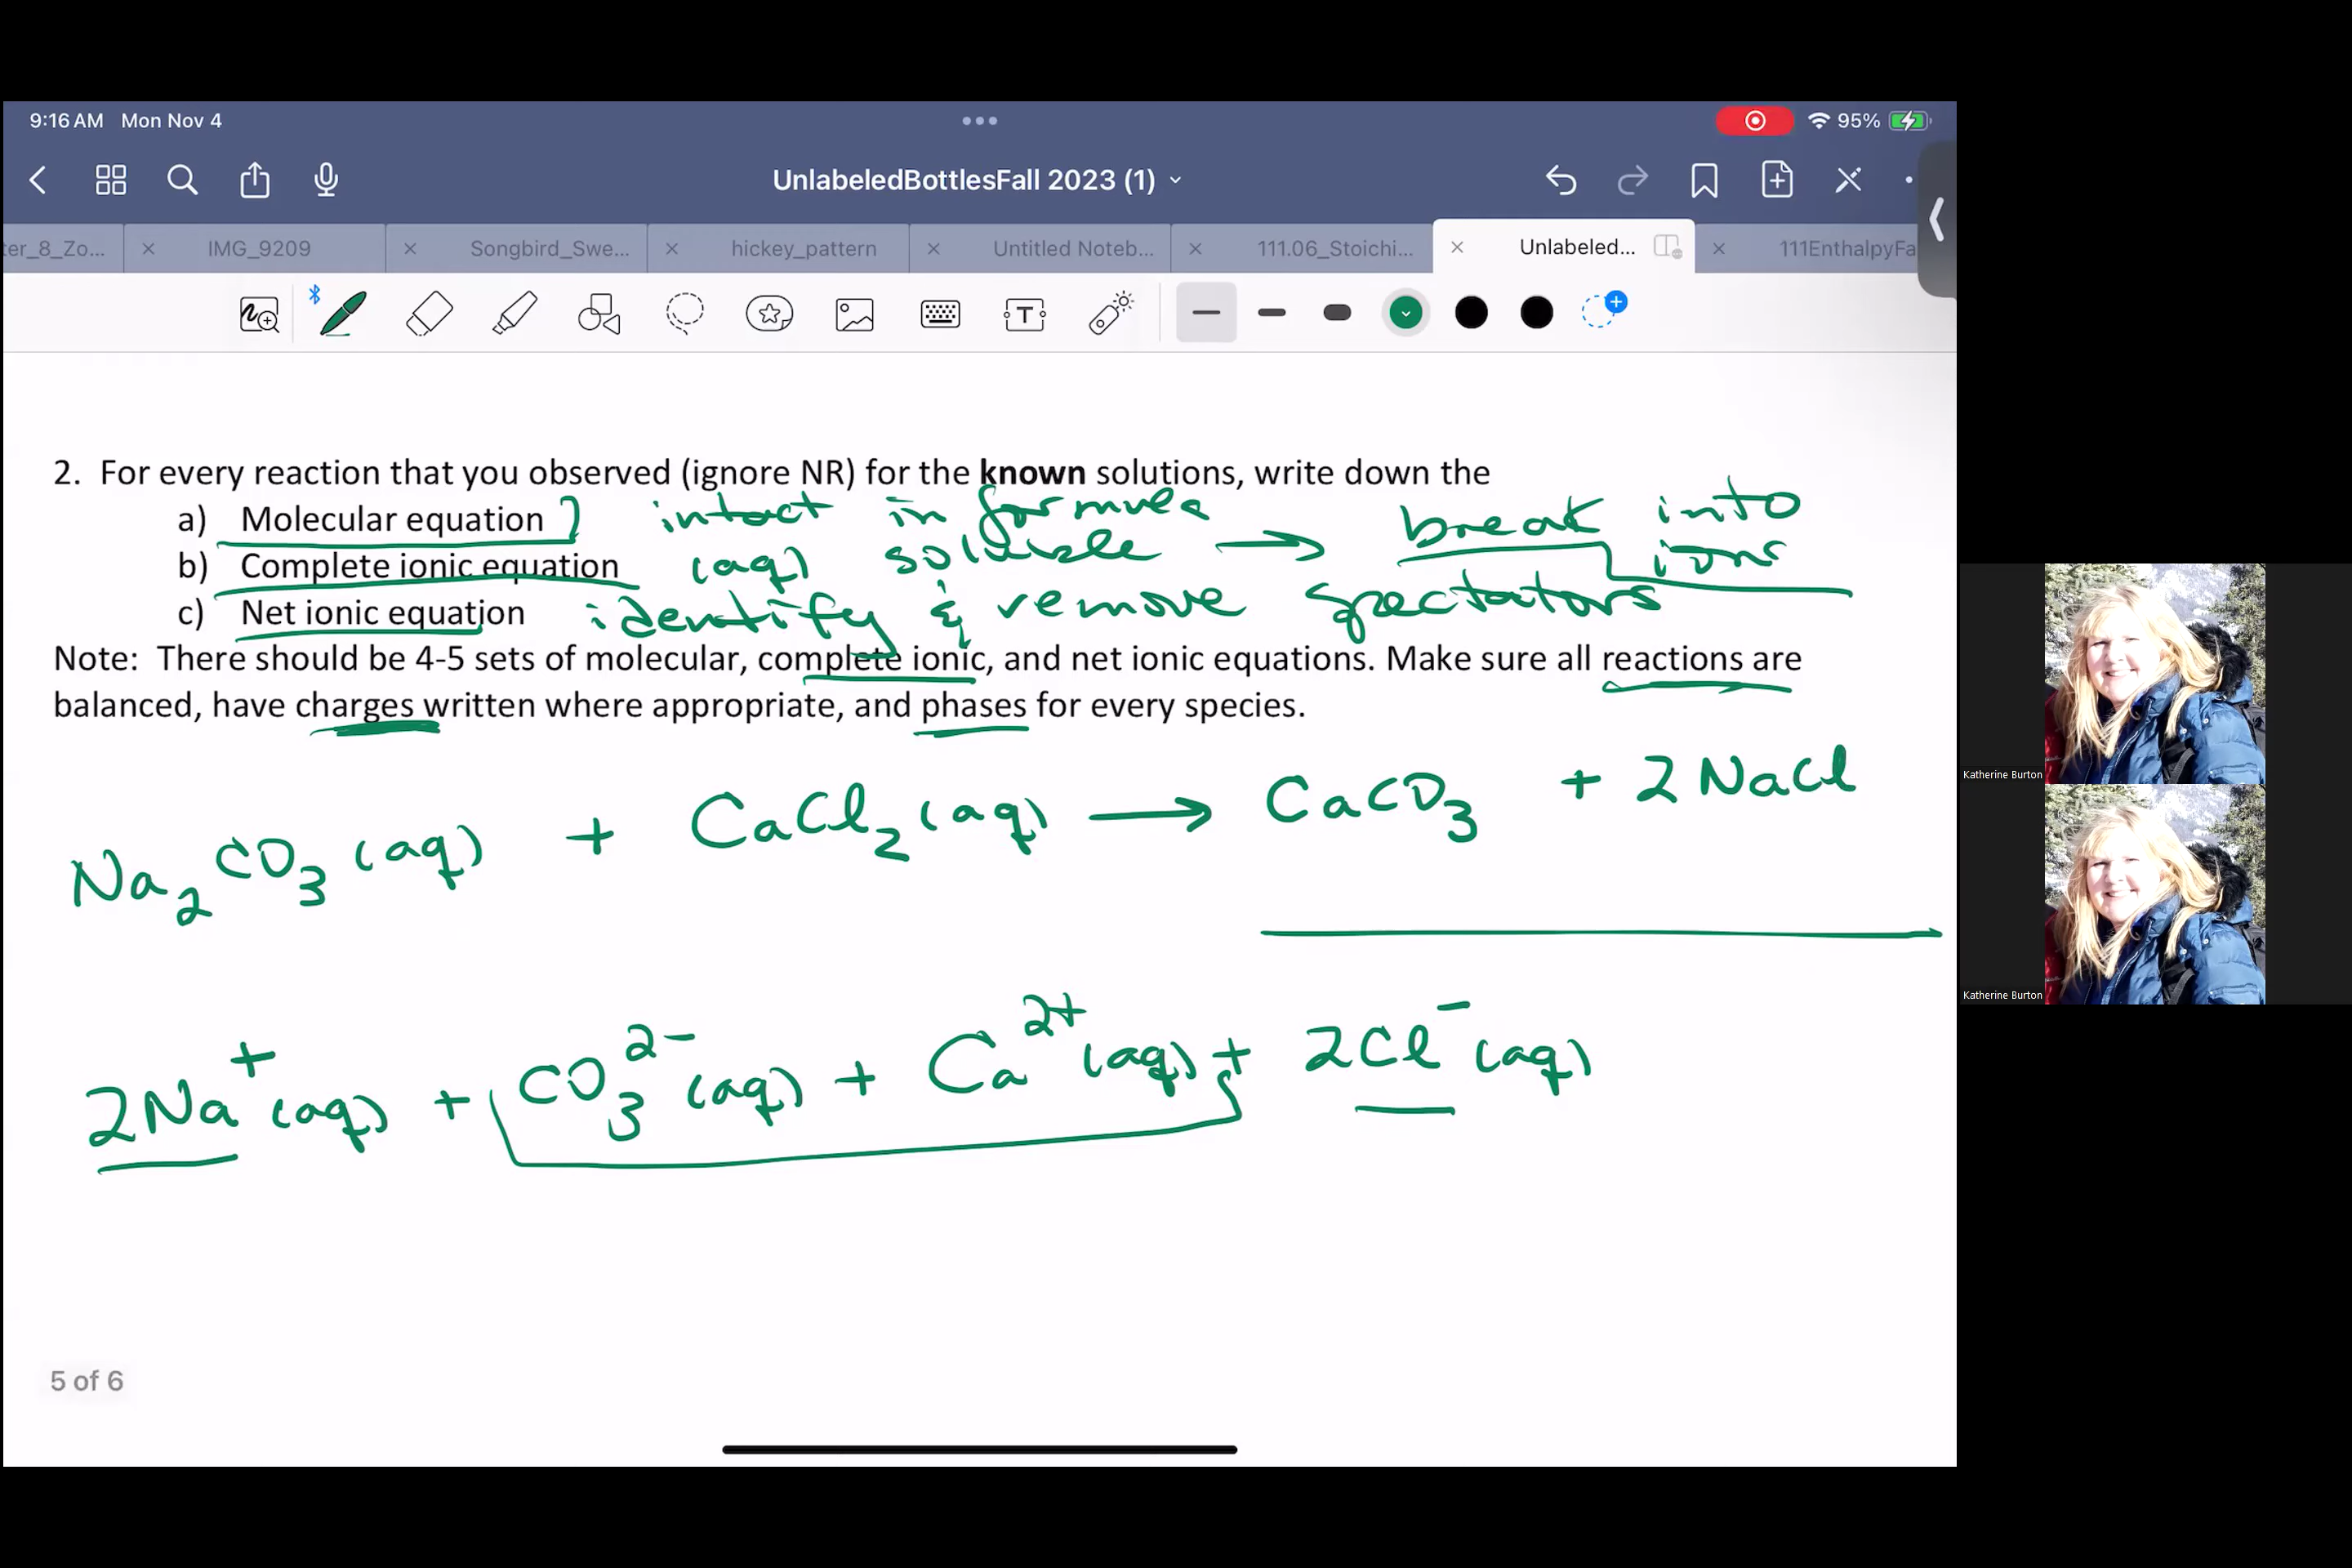 9:16 AM Mon Nov 4
95%
UnlabeledBottlesFall 2023 (1)
ter_8_Zo...
IMG_9209
Songbird_Swe...
hickey_pattern
Untitled Noteb...
111.06_Stoichi...
Unlabeled...
111EnthalpyFa
2. For every reaction that you observed (ignore NR) for the known solutions, write down the
a) Molecular equation intact in formula
b) Complete ionic equation (aq) soluble → break into ions
c) Net ionic equation identify & remove spectators
Note: There should be 4-5 sets of molecular, complete ionic, and net ionic equations. Make sure all reactions are
balanced, have charges written where appropriate, and phases for every species.
Na₂CO₃ (aq) + CaCl₂ (aq) → CaCO₃ + 2 NaCl
2Na⁺ (aq) + CO₃²⁻ (aq) + Ca²⁺ (aq) + 2Cl⁻ (aq)
5 of 6
Katherine Burton
Katherine Burton